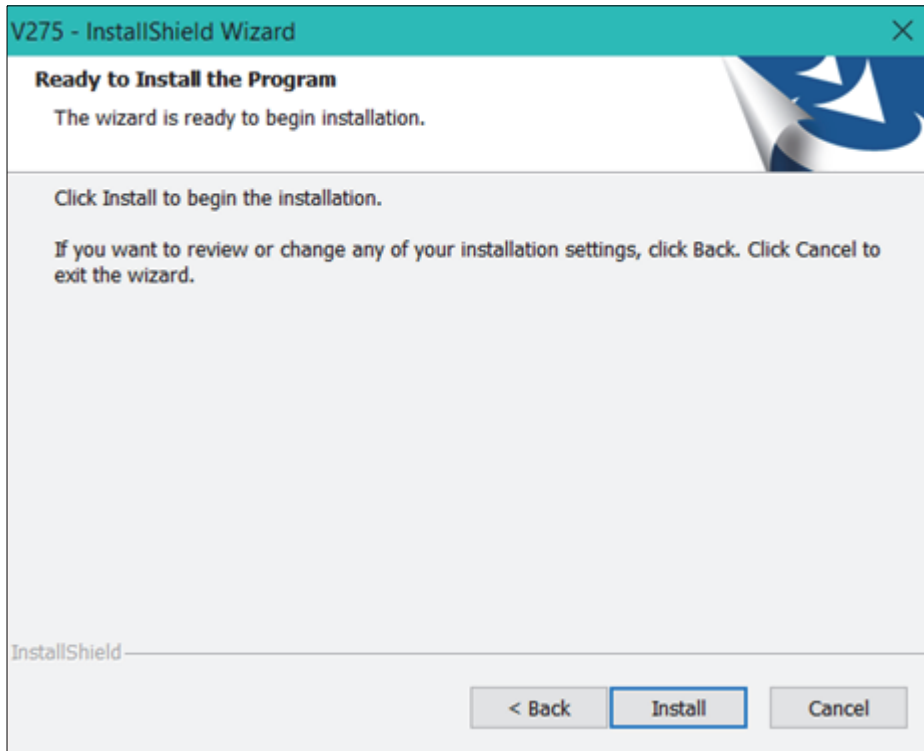 V275 - InstallShield Wizard
Ready to Install the Program
The wizard is ready to begin installation.
Click Install to begin the installation.
If you want to review or change any of your installation settings, click Back. Click Cancel to
exit the wizard.
InstallShield
< Back Install Cancel